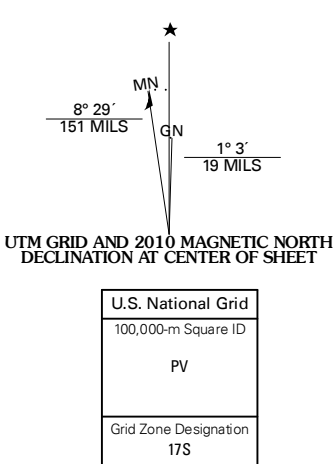 ★
MN
8° 29´
151 MILS
GN
1° 3´
19 MILS
UTM GRID AND 2010 MAGNETIC NORTH
DECLINATION AT CENTER OF SHEET
U.S. National Grid
100,000-m Square ID
PV
Grid Zone Designation
17S